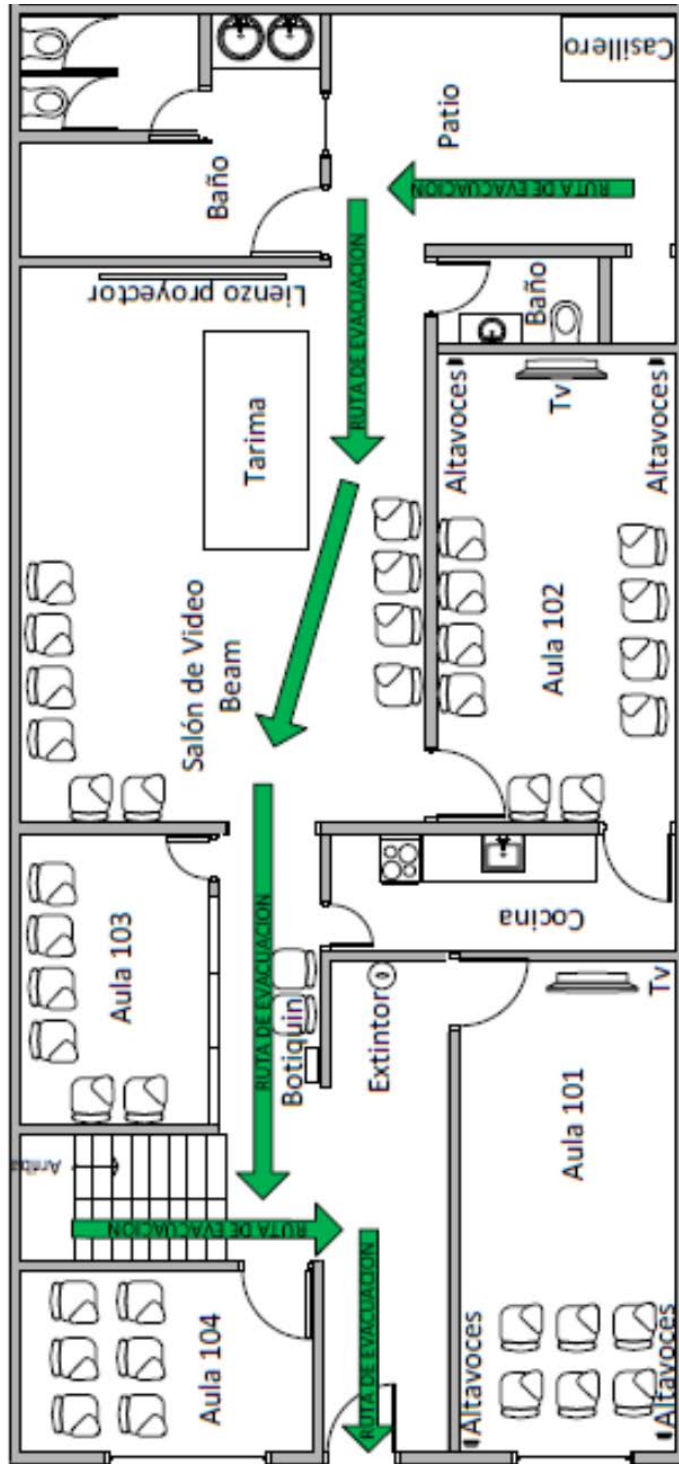 Casillero
Patio
RUTA DE EVACUACION
Baño
RUTA DE EVACUACION
Lienzo proyector
Baño
Tarima
Altavoces
Tv
Altavoces
Salón de Video
Beam
Aula 102
Aula 103
RUTA DE EVACUACION
Cocina
Botiquin
Extintor
Tv
Arriba
RUTA DE EVACUACION
Aula 101
Aula 104
RUTA DE EVACUACION
Altavoces
Altavoces